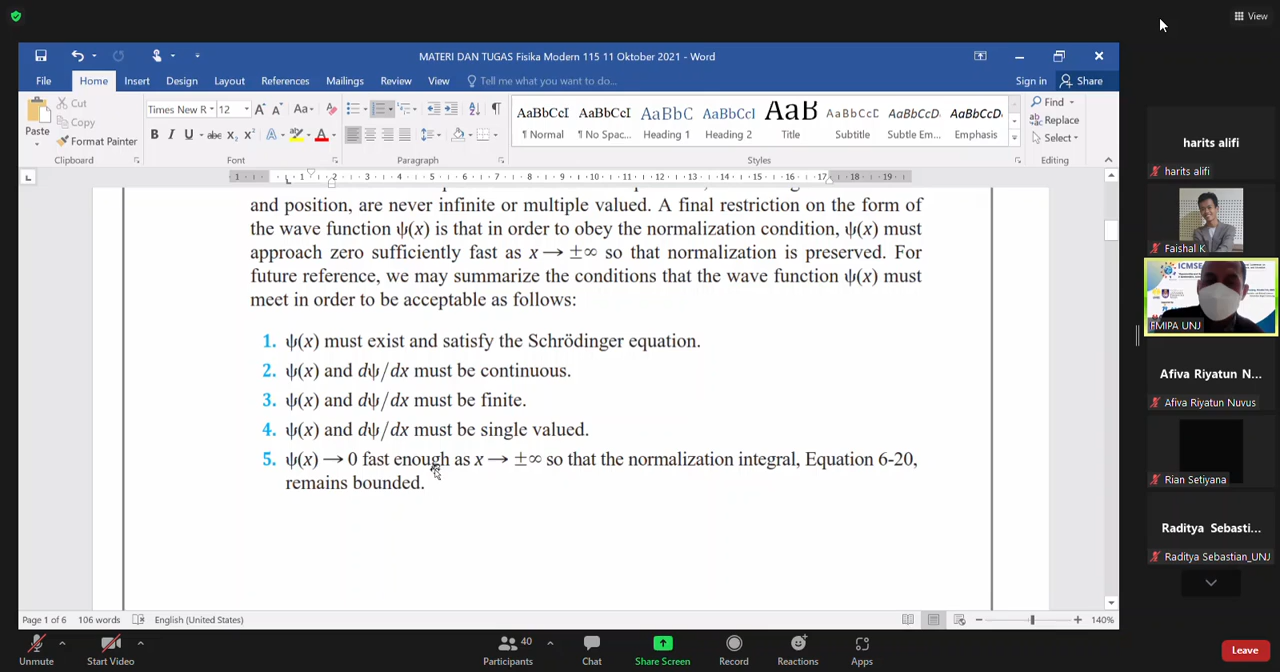 View
MATERI DAN TUGAS Fisika Modern 115 11 Oktober 2021 - Word
File Home Insert Design Layout References Mailings Review View Tell me what you want to do... Sign in Share
Paste
Cut
Copy
Format Painter
Clipboard
Times New R 12
Font
Paragraph
AaBbCcI AaBbCcI AaBbC AaBbCcI AaB AaBbCcD AaBbCcD AaBbCcD
¶ Normal ¶ No Spac... Heading 1 Heading 2 Title Subtitle Subtle Em... Emphasis
Styles
Find
Replace
Select
Editing
and position, are never infinite or multiple valued. A final restriction on the form of
the wave function ψ(x) is that in order to obey the normalization condition, ψ(x) must
approach zero sufficiently fast as x → ±∞ so that normalization is preserved. For
future reference, we may summarize the conditions that the wave function ψ(x) must
meet in order to be acceptable as follows:
1. ψ(x) must exist and satisfy the Schrödinger equation.
2. ψ(x) and dψ/dx must be continuous.
3. ψ(x) and dψ/dx must be finite.
4. ψ(x) and dψ/dx must be single valued.
5. ψ(x) → 0 fast enough as x → ±∞ so that the normalization integral, Equation 6-20,
remains bounded.
Page 1 of 6 106 words English (United States) 140%
harits alifi
harits alifi
Faishal K
ICMSE
FMIPA UNJ
Afiva Riyatun N...
Afiva Riyatun Nuvus
Rian Setiyana
Raditya Sebasti...
Raditya Sebastian_UNJ
Unmute Start Video Participants 40 Chat Share Screen Record Reactions Apps Leave